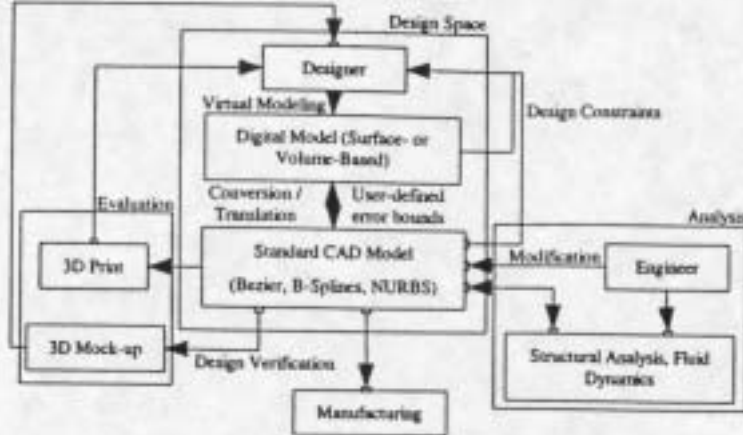 Design Space
Designer
Virtual Modeling
Design Constraints
Digital Model (Surface- or
Volume-Based)
Conversion /
Translation
User-defined
error bounds
Evaluation
Analysis
Standard CAD Model
(Bezier, B-Splines, NURBS)
3D Print
Modification
Engineer
3D Mock-up
Design Verification
Structural Analysis, Fluid
Dynamics
Manufacturing